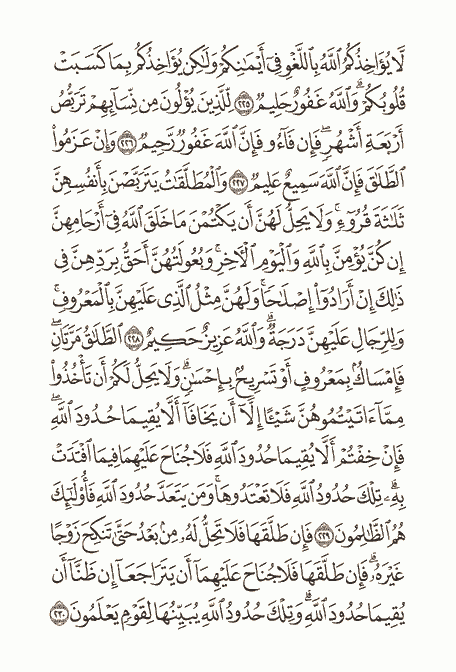 لَّا يُؤَاخِذُكُمُ ٱللَّهُ بِٱللَّغْوِ فِىٓ أَيْمَٰنِكُمْ وَلَٰكِن يُؤَاخِذُكُم بِمَا كَسَبَتْ
قُلُوبُكُمْ ۗ وَٱللَّهُ غَفُورٌ حَلِيمٌ ٢٢٥ لِّلَّذِينَ يُؤْلُونَ مِن نِّسَآئِهِمْ تَرَبُّصُ
أَرْبَعَةِ أَشْهُرٍ ۖ فَإِن فَآءُو فَإِنَّ ٱللَّهَ غَفُورٌ رَّحِيمٌ ٢٢٦ وَإِنْ عَزَمُوا۟
ٱلطَّلَٰقَ فَإِنَّ ٱللَّهَ سَمِيعٌ عَلِيمٌ ٢٢٧ وَٱلْمُطَلَّقَٰتُ يَتَرَبَّصْنَ بِأَنفُسِهِنَّ
ثَلَٰثَةَ قُرُوٓءٍ ۚ وَلَا يَحِلُّ لَهُنَّ أَن يَكْتُمْنَ مَا خَلَقَ ٱللَّهُ فِىٓ أَرْحَامِهِنَّ
إِن كُنَّ يُؤْمِنَّ بِٱللَّهِ وَٱلْيَوْمِ ٱلْءَاخِرِ ۚ وَبُعُولَتُهُنَّ أَحَقُّ بِرَدِّهِنَّ فِى
ذَٰلِكَ إِنْ أَرَادُوٓا۟ إِصْلَٰحًا ۚ وَلَهُنَّ مِثْلُ ٱلَّذِى عَلَيْهِنَّ بِٱلْمَعْرُوفِ ۚ
وَلِلرِّجَالِ عَلَيْهِنَّ دَرَجَةٌ ۗ وَٱللَّهُ عَزِيزٌ حَكِيمٌ ٢٢٨ ٱلطَّلَٰقُ مَرَّتَانِ ۖ
فَإِمْسَاكٌۢ بِمَعْرُوفٍ أَوْ تَسْرِيحٌۢ بِإِحْسَٰنٍ ۗ وَلَا يَحِلُّ لَكُمْ أَن تَأْخُذُوا۟
مِمَّآ ءَاتَيْتُمُوهُنَّ شَيْـًٔا إِلَّآ أَن يَخَافَآ أَلَّا يُقِيمَا حُدُودَ ٱللَّهِ ۖ
فَإِنْ خِفْتُمْ أَلَّا يُقِيمَا حُدُودَ ٱللَّهِ فَلَا جُنَاحَ عَلَيْهِمَا فِيمَا ٱفْتَدَتْ
بِهِۦ ۗ تِلْكَ حُدُودُ ٱللَّهِ فَلَا تَعْتَدُوهَا ۚ وَمَن يَتَعَدَّ حُدُودَ ٱللَّهِ فَأُو۟لَٰٓئِكَ
هُمُ ٱلظَّٰلِمُونَ ٢٢٩ فَإِن طَلَّقَهَا فَلَا تَحِلُّ لَهُۥ مِنۢ بَعْدُ حَتَّىٰ تَنكِحَ زَوْجًا
غَيْرَهُۥ ۗ فَإِن طَلَّقَهَا فَلَا جُنَاحَ عَلَيْهِمَآ أَن يَتَرَاجَعَآ إِن ظَنَّآ أَن
يُقِيمَا حُدُودَ ٱللَّهِ ۗ وَتِلْكَ حُدُودُ ٱللَّهِ يُبَيِّنُهَا لِقَوْمٍ يَعْلَمُونَ ٢٣٠